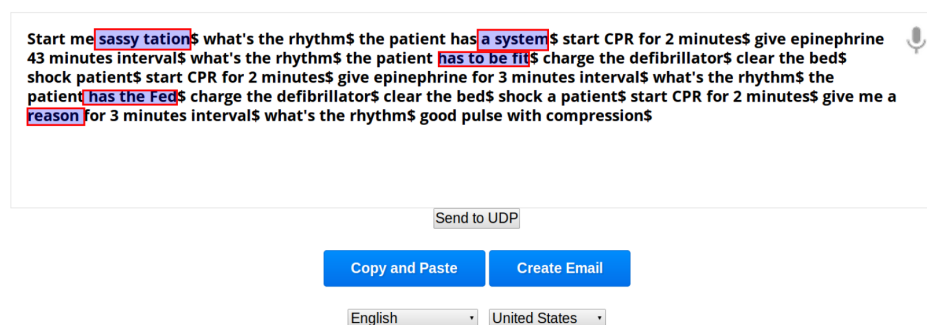 Start me sassy tation$ what's the rhythm$ the patient has a system$ start CPR for 2 minutes$ give epinephrine
43 minutes interval$ what's the rhythm$ the patient has to be fit$ charge the defibrillator$ clear the bed$
shock patient$ start CPR for 2 minutes$ give epinephrine for 3 minutes interval$ what's the rhythm$ the
patient has the Fed$ charge the defibrillator$ clear the bed$ shock a patient$ start CPR for 2 minutes$ give me a
reason for 3 minutes interval$ what's the rhythm$ good pulse with compression$
Send to UDP
Copy and Paste Create Email
English United States